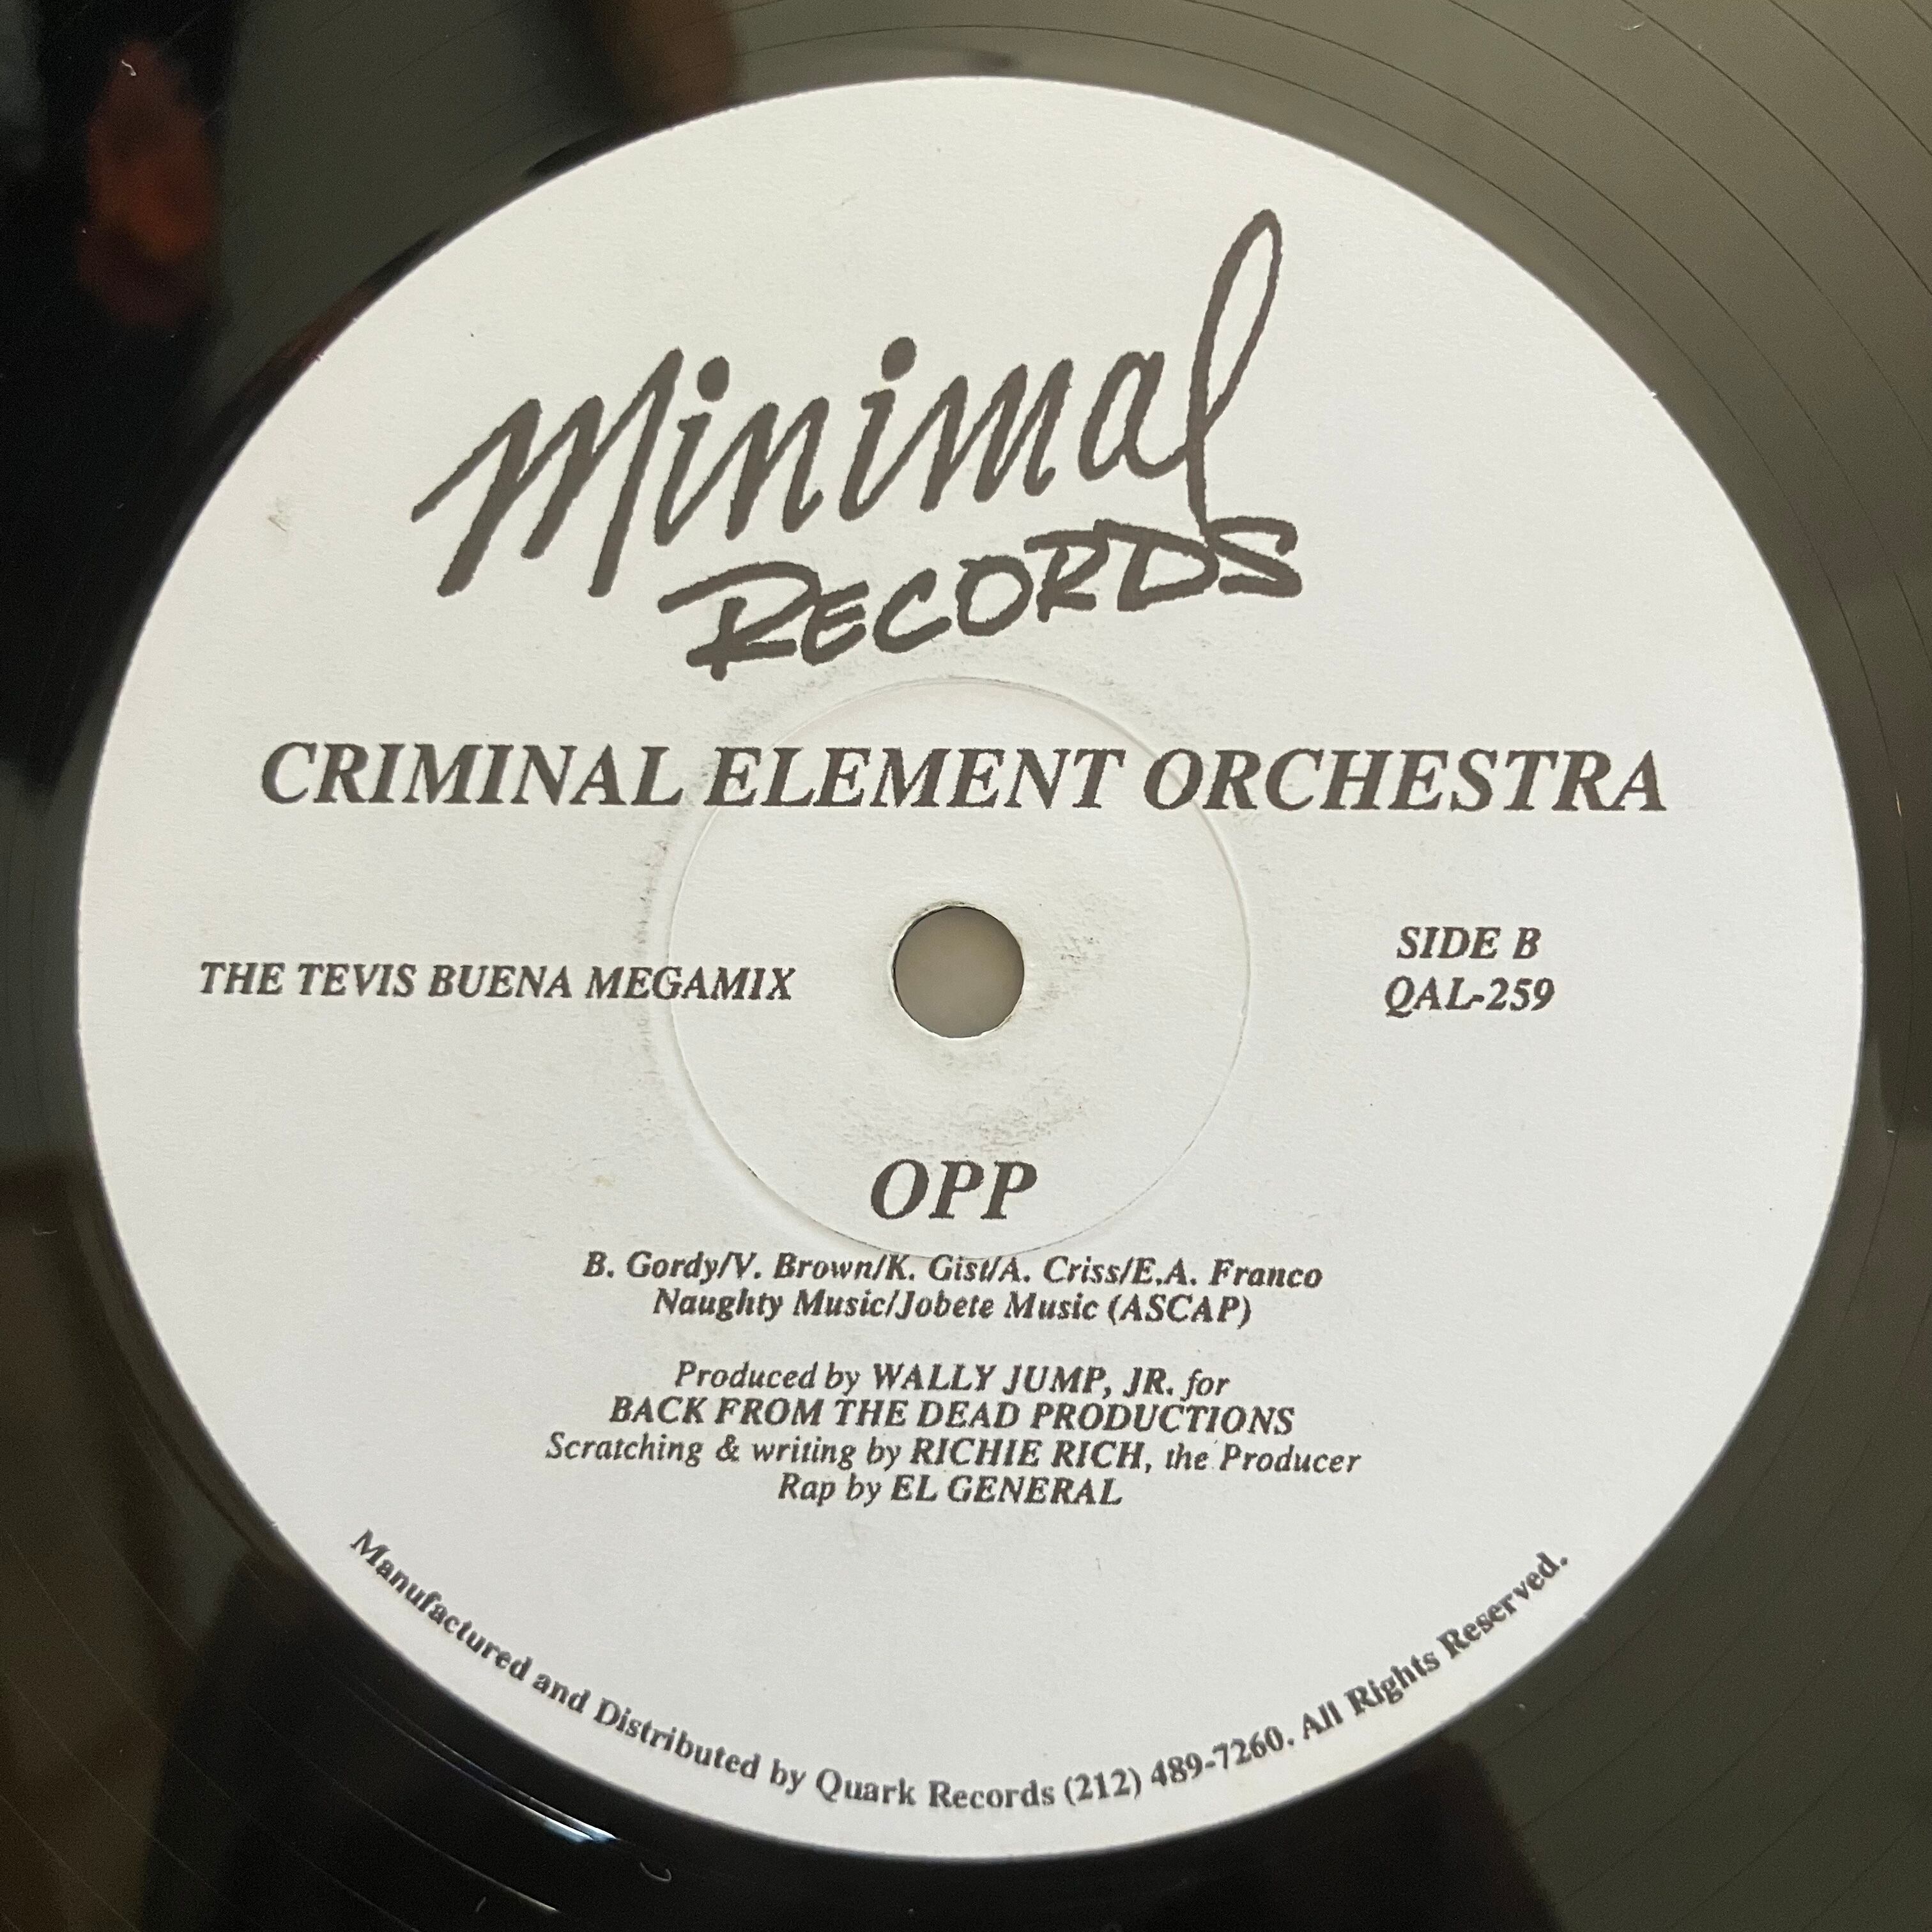 Minimal
RECORDS
CRIMINAL ELEMENT ORCHESTRA
THE TEVIS BUENA MEGAMIX
SIDE B
QAL-259
OPP
B. Gordy/V. Brown/K. Gist/A. Criss/E.A. Franco
Naughty Music/Jobete Music (ASCAP)
Produced by WALLY JUMP, JR. for
BACK FROM THE DEAD PRODUCTIONS
Scratching & writing by RICHIE RICH, the Producer
Rap by EL GENERAL
Manufactured and Distributed by Quark Records (212) 489-7260. All Rights Reserved.